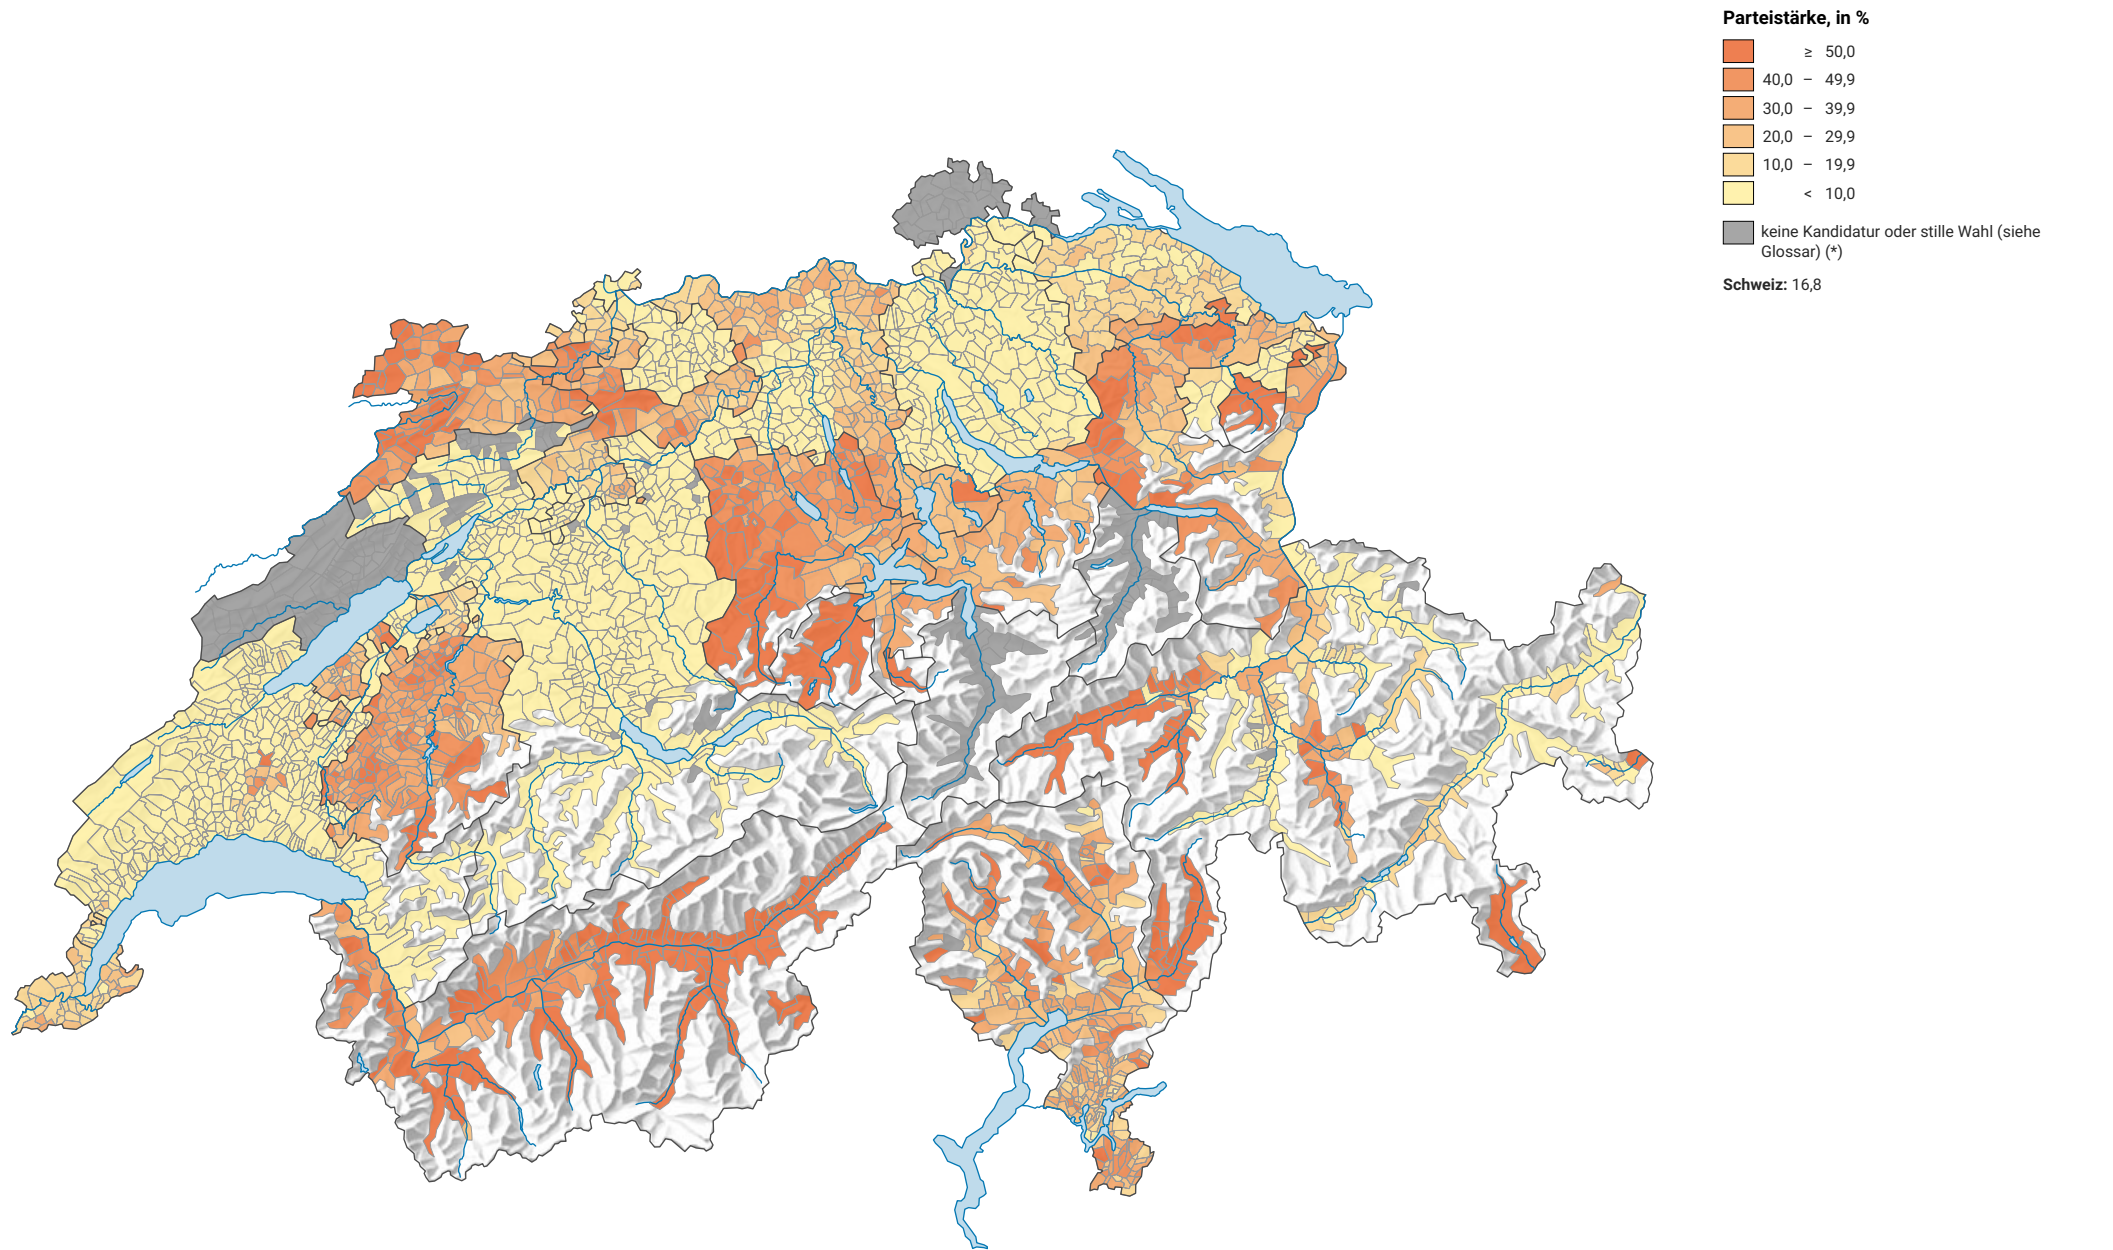 Parteistärke, in %
≥ 50,0
40,0 – 49,9
30,0 – 39,9
20,0 – 29,9
10,0 – 19,9
< 10,0
keine Kandidatur oder stille Wahl (siehe
Glossar) (*)
Schweiz: 16,8